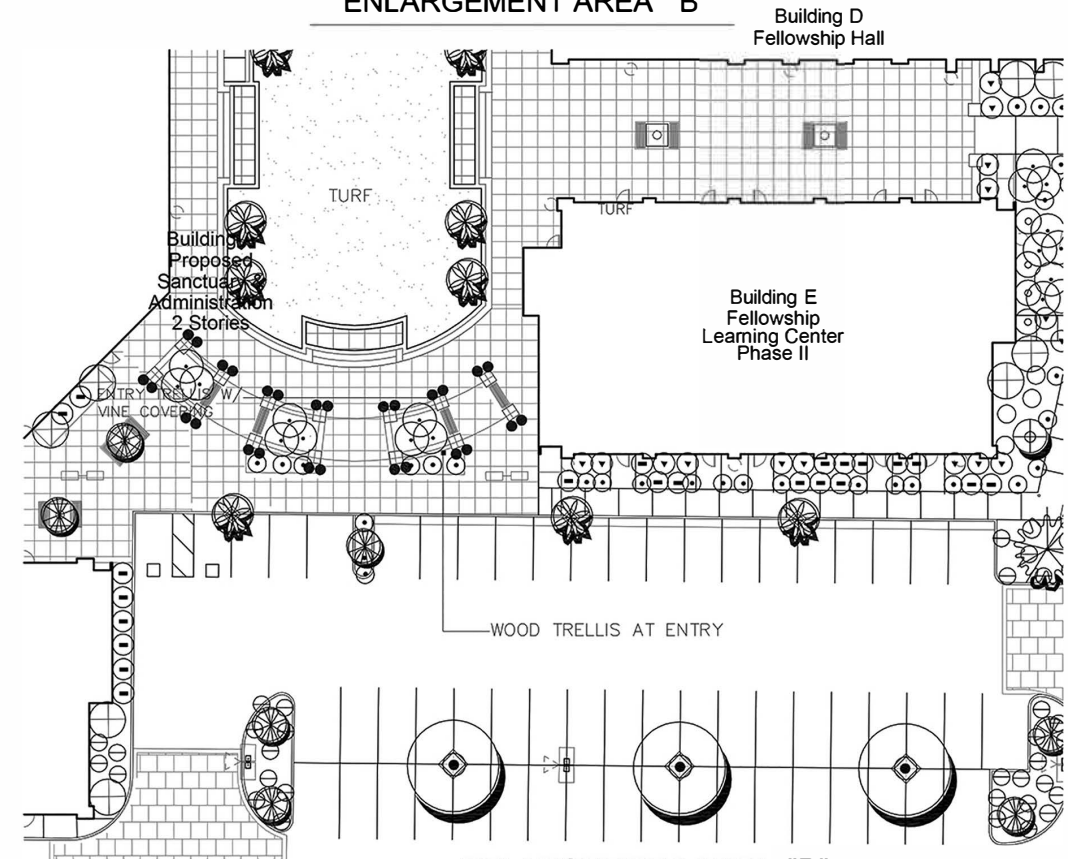 ENLARGEMENT AREA "B"
Building D
Fellowship Hall
TURF
TURF
Building
Proposed
Sanctuary &
Administration
2 Stories
Building E
Fellowship
Learning Center
Phase II
ENTRY TRELLIS W/
VINE COVERING
WOOD TRELLIS AT ENTRY